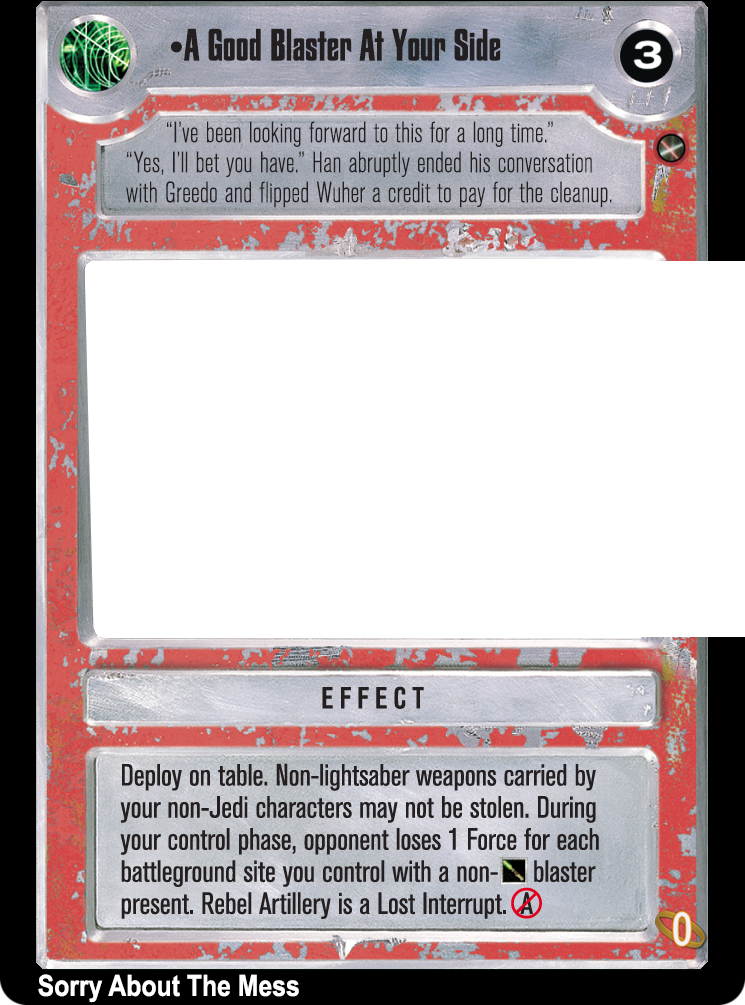 •A Good Blaster At Your Side
3
“I’ve been looking forward to this for a long time.”
“Yes, I’ll bet you have.” Han abruptly ended his conversation
with Greedo and flipped Wuher a credit to pay for the cleanup.
EFFECT
Deploy on table. Non-lightsaber weapons carried by
your non-Jedi characters may not be stolen. During
your control phase, opponent loses 1 Force for each
battleground site you control with a non- blaster
present. Rebel Artillery is a Lost Interrupt. A
0
Sorry About The Mess